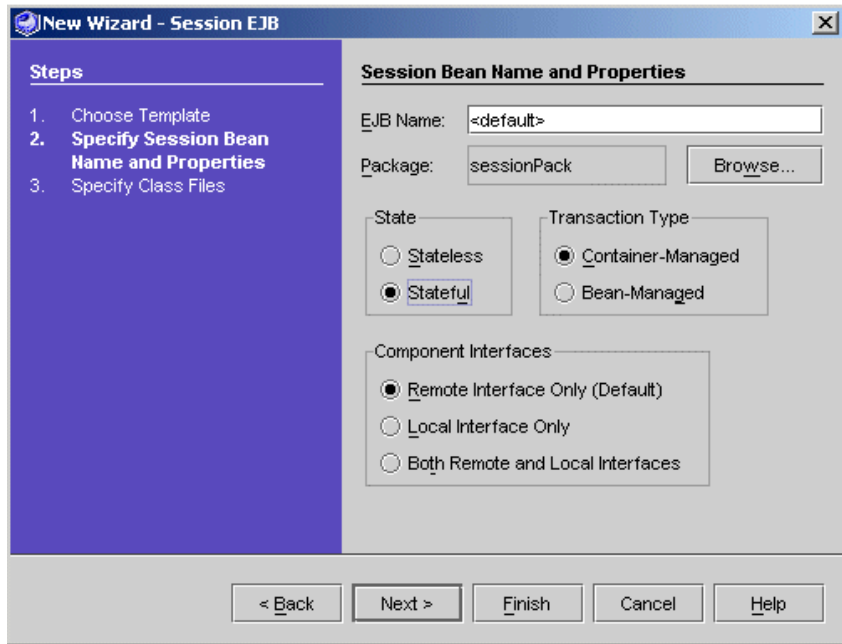 New Wizard - Session EJB
Steps
1. Choose Template
2. Specify Session Bean
Name and Properties
3. Specify Class Files
Session Bean Name and Properties
EJB Name: <default>
Package: sessionPack Browse...
State
Stateless
Stateful
Transaction Type
Container-Managed
Bean-Managed
Component Interfaces
Remote Interface Only (Default)
Local Interface Only
Both Remote and Local Interfaces
< Back Next > Finish Cancel Help